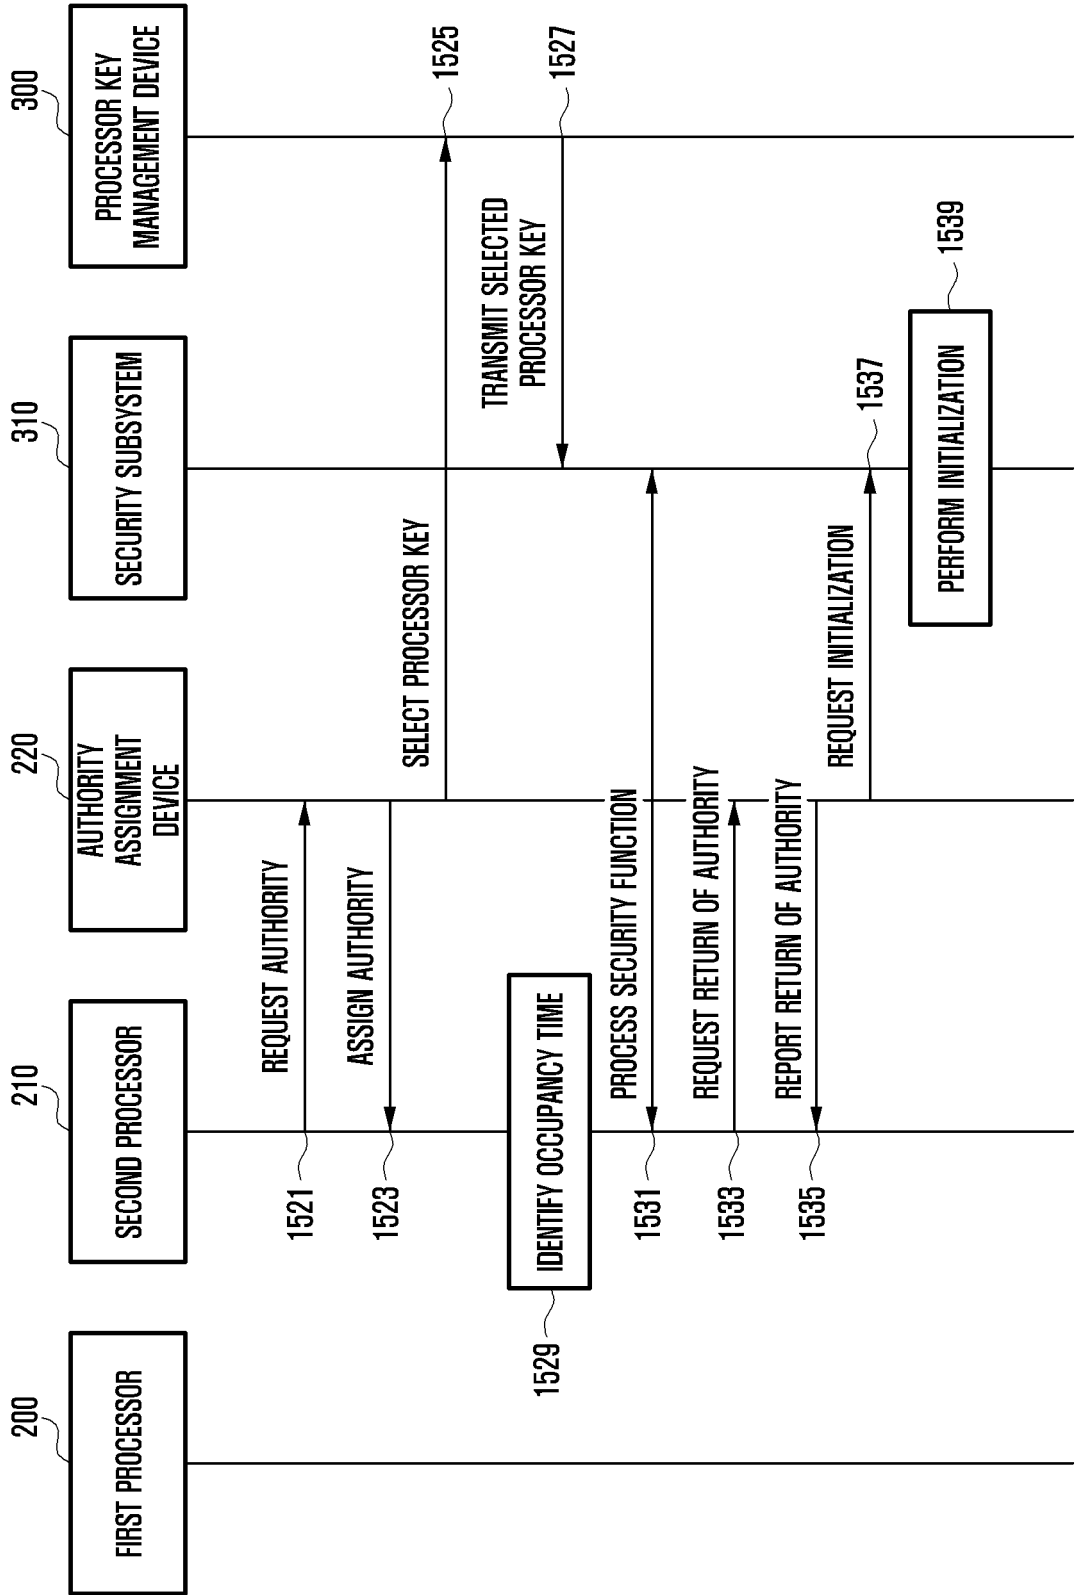 200
210
220
310
300
FIRST PROCESSOR
SECOND PROCESSOR
AUTHORITY
ASSIGNMENT
DEVICE
SECURITY SUBSYSTEM
PROCESSOR KEY
MANAGEMENT DEVICE
1521
REQUEST AUTHORITY
1523
ASSIGN AUTHORITY
SELECT PROCESSOR KEY
1525
TRANSMIT SELECTED
PROCESSOR KEY
1527
1529
IDENTIFY OCCUPANCY TIME
1531
PROCESS SECURITY FUNCTION
1533
REQUEST RETURN OF AUTHORITY
1535
REPORT RETURN OF AUTHORITY
REQUEST INITIALIZATION
1537
PERFORM INITIALIZATION
1539